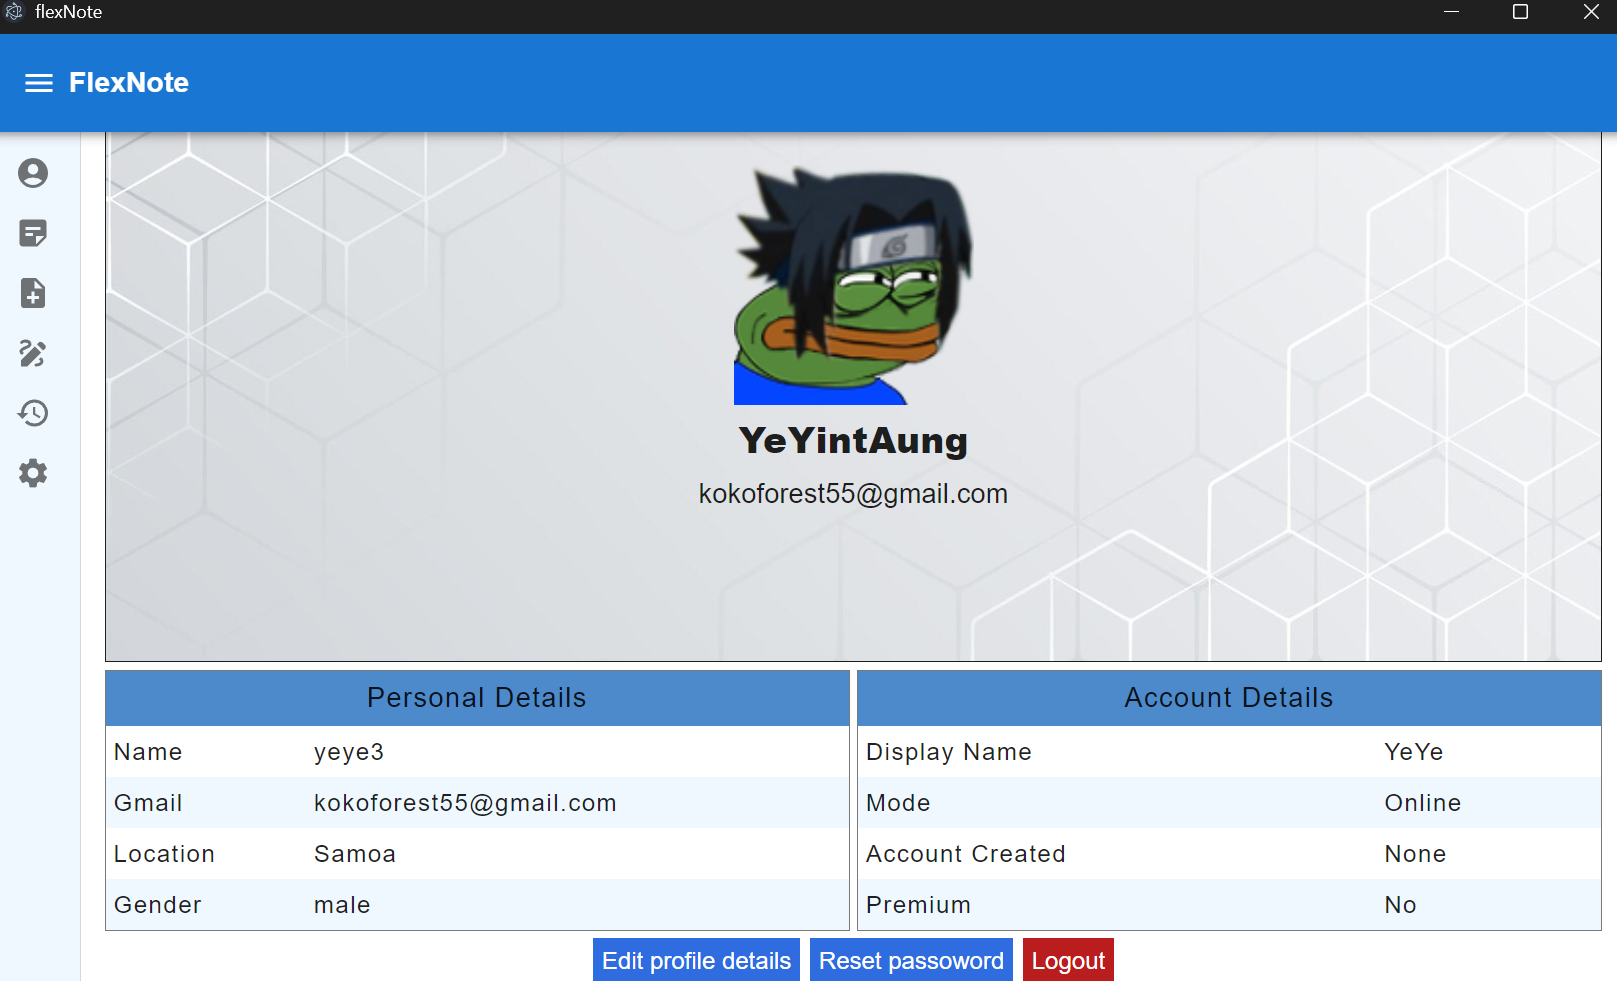 flexNote
FlexNote
YeYintAung
kokoforest55@gmail.com
Personal Details
Name yeye3
Gmail kokoforest55@gmail.com
Location Samoa
Gender male
Account Details
Display Name YeYe
Mode Online
Account Created None
Premium No
Edit profile details Reset passoword Logout